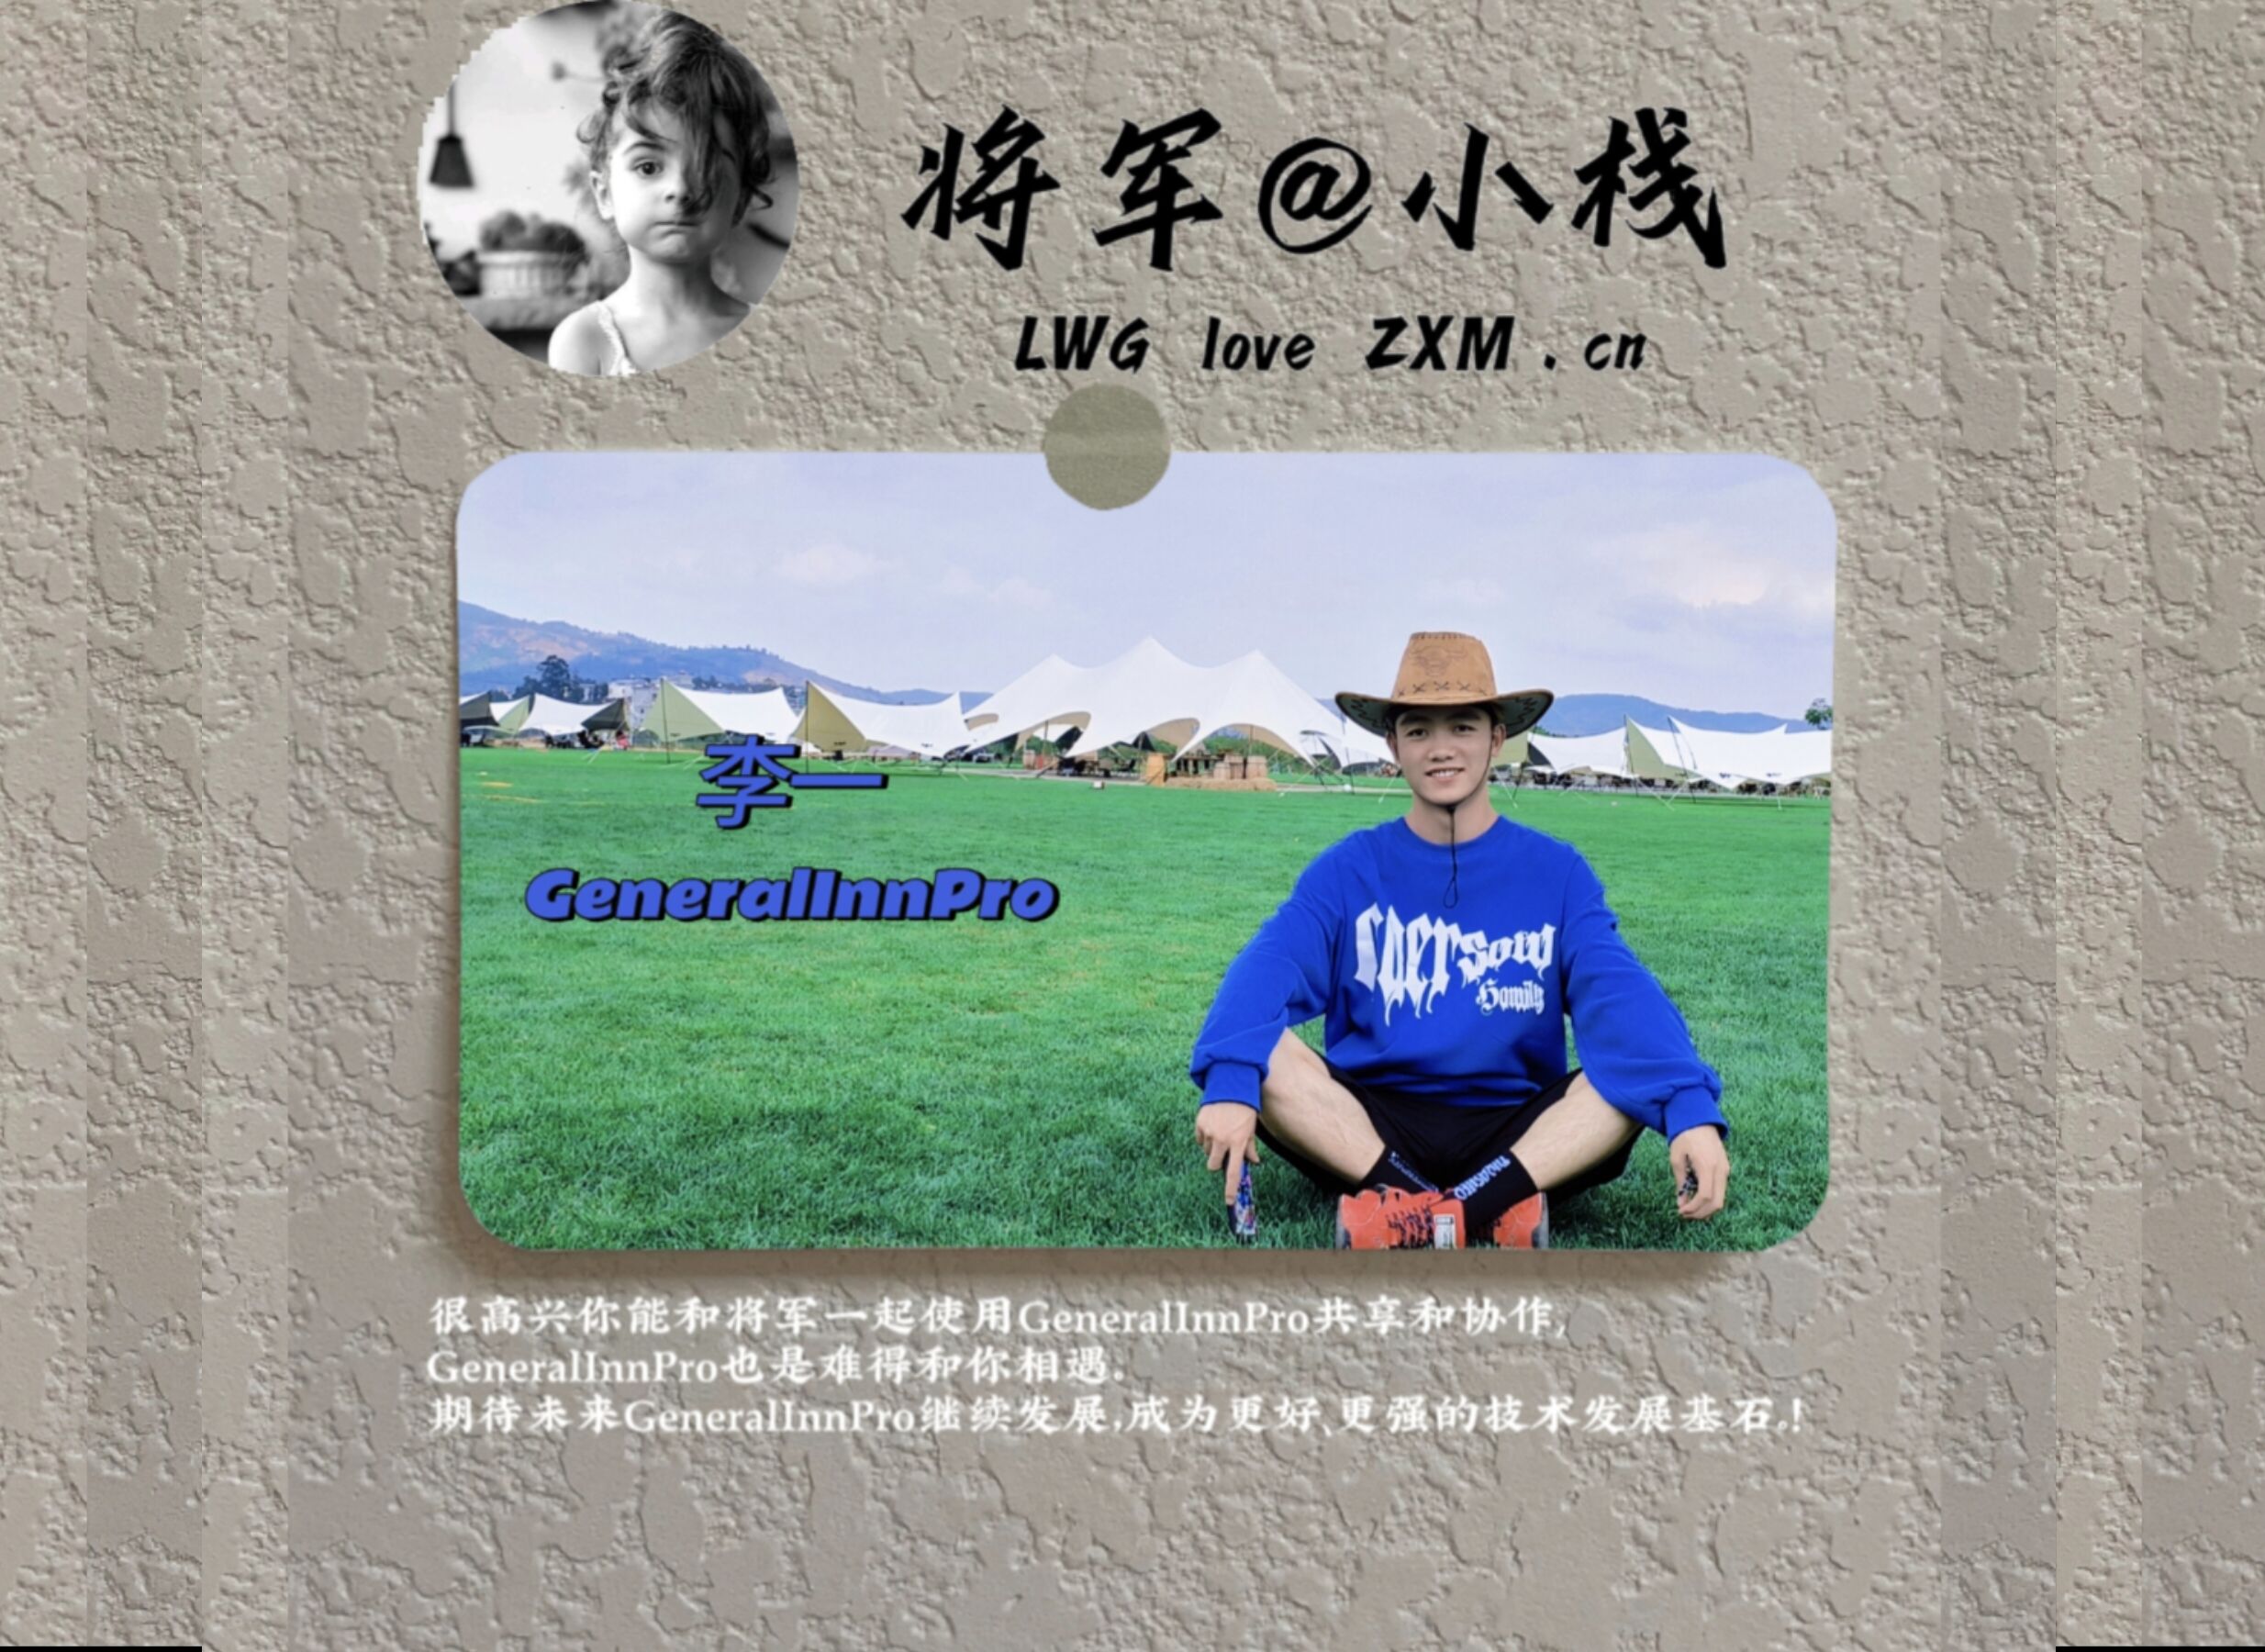 将军@小栈
LWG love ZXM . cn
李一
GeneralInnPro
很高兴你能和将军一起使用GeneralInnPro共享和协作,
GeneralInnPro也是难得和你相遇。
期待未来GeneralInnPro继续发展,成为更好、更强的技术发展基石。!